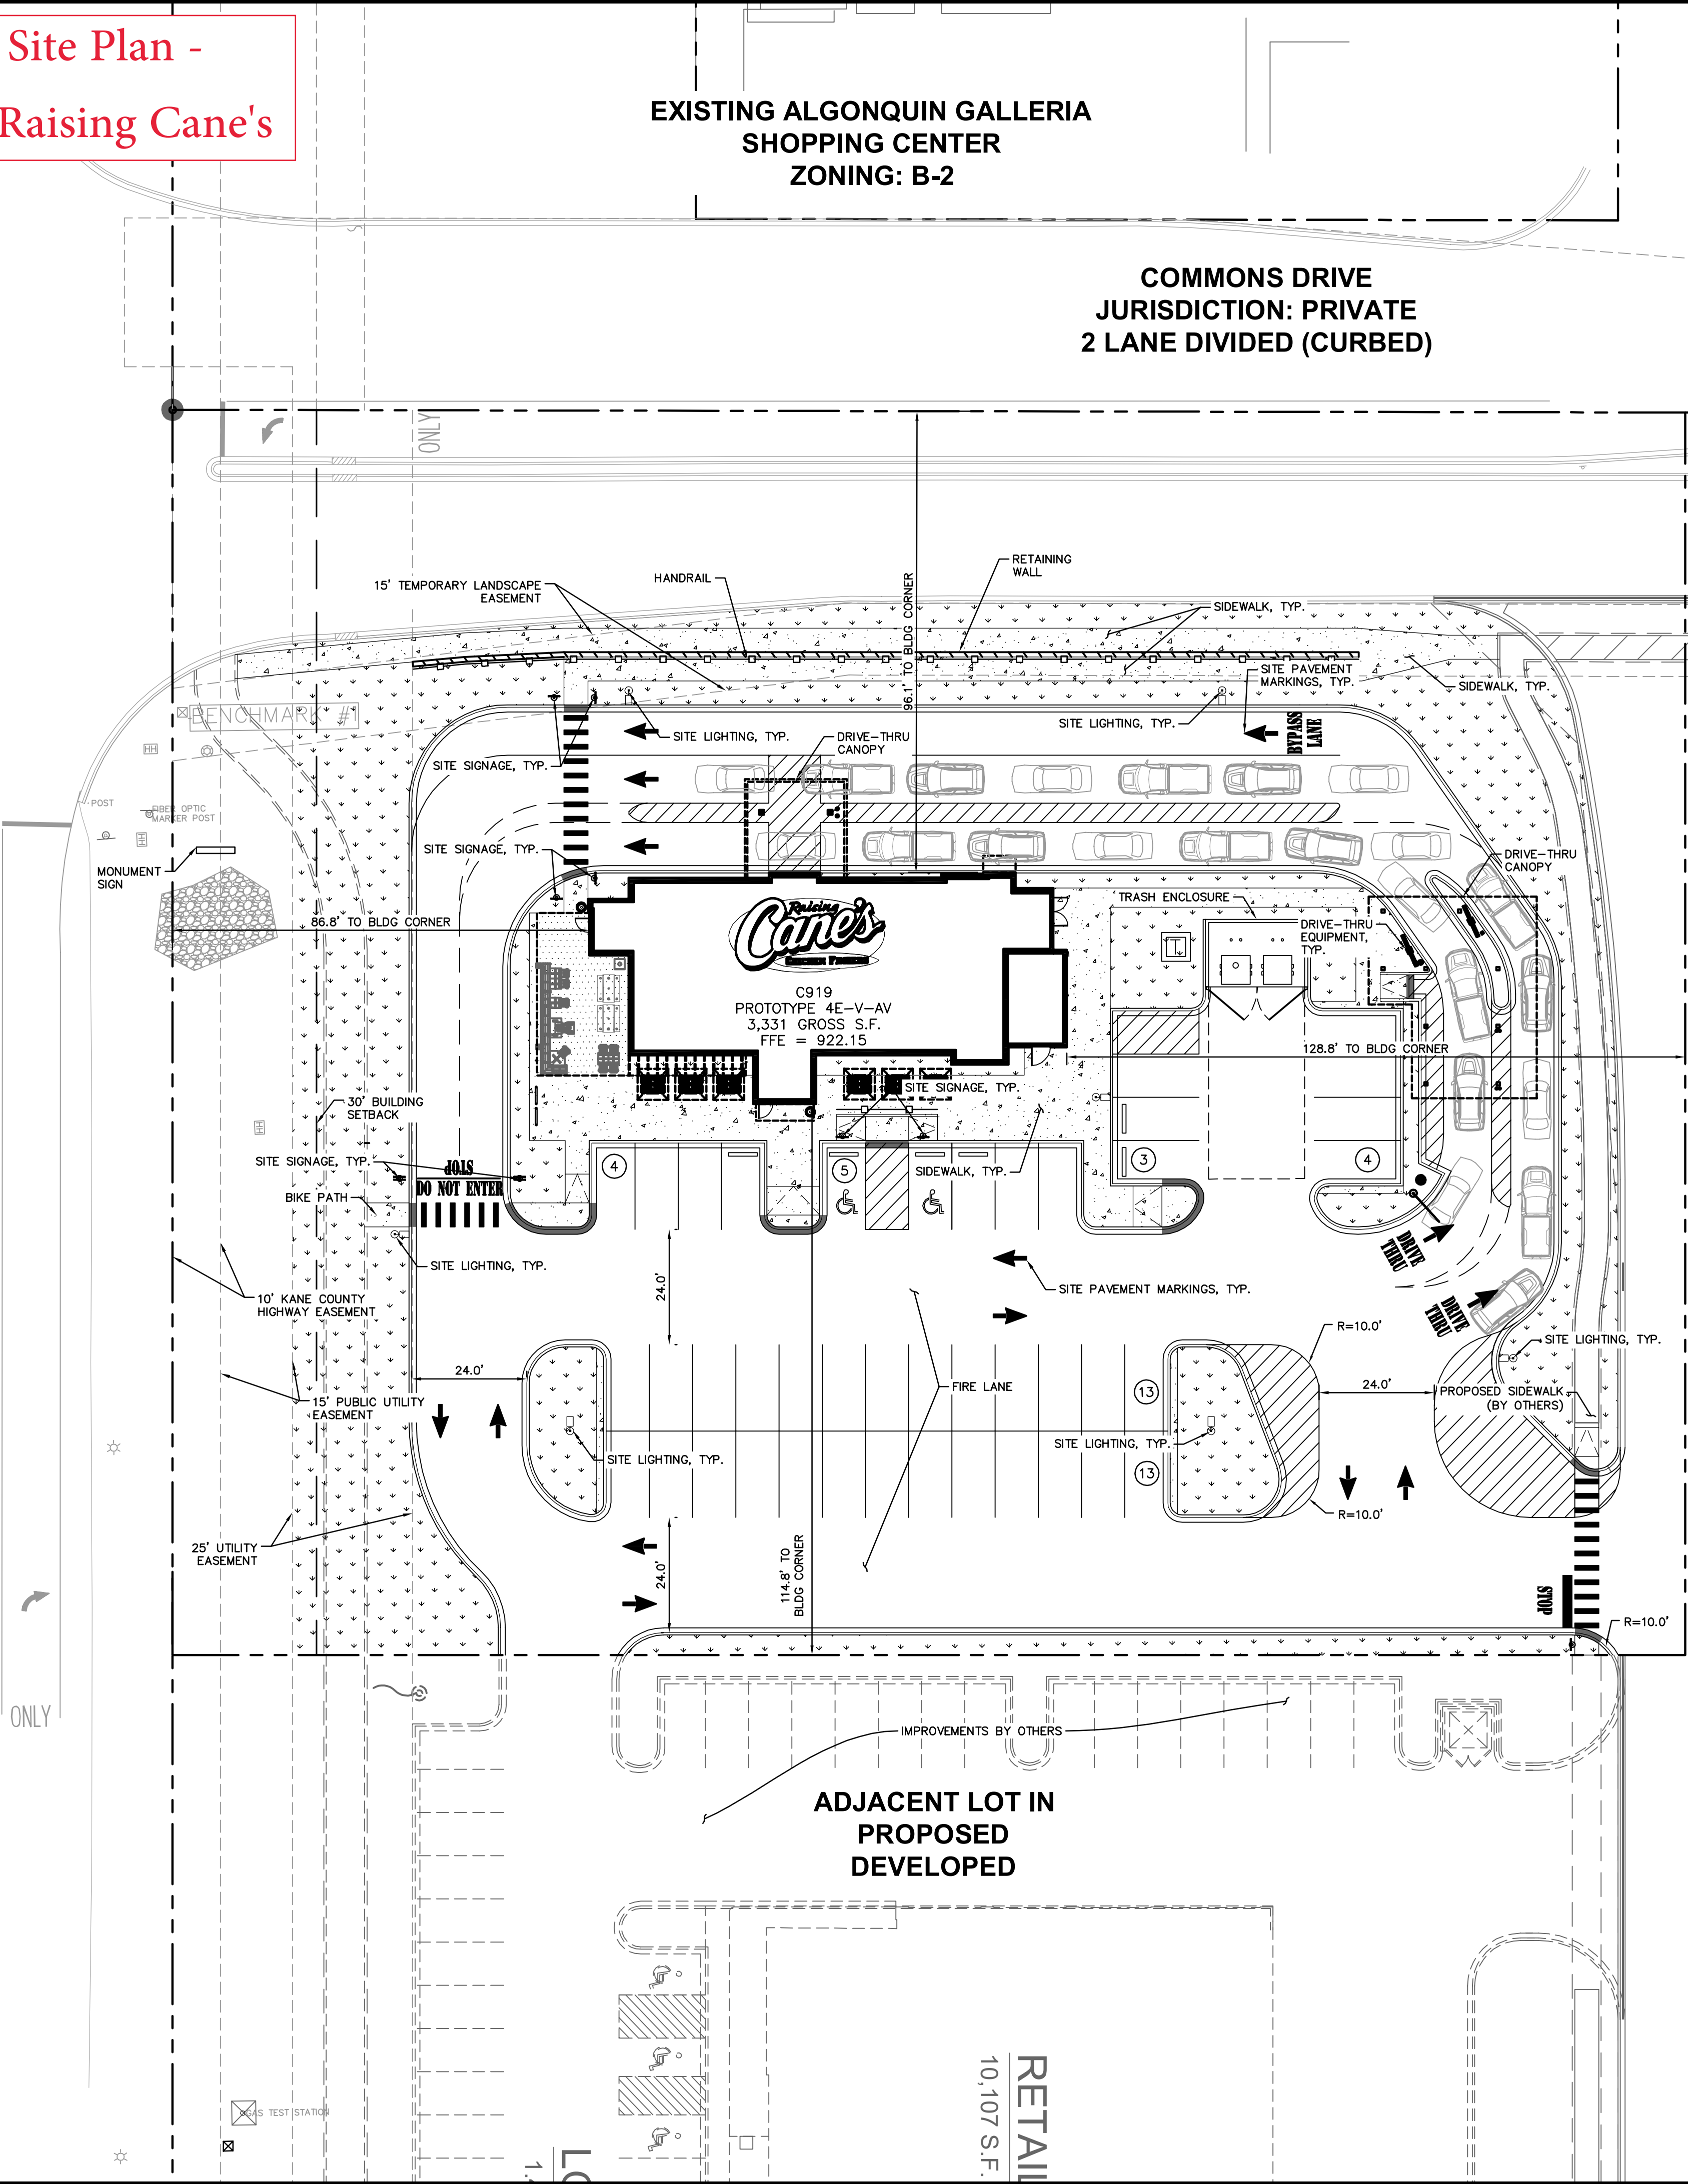 Site Plan -
Raising Cane's
EXISTING ALGONQUIN GALLERIA
SHOPPING CENTER
ZONING: B-2
COMMONS DRIVE
JURISDICTION: PRIVATE
2 LANE DIVIDED (CURBED)
ONLY
RETAINING
WALL
HANDRAIL
15' TEMPORARY LANDSCAPE
EASEMENT
96.1' TO BLDG CORNER
SIDEWALK, TYP.
SITE PAVEMENT
MARKINGS, TYP.
SIDEWALK, TYP.
BENCHMARK #1
SITE LIGHTING, TYP.
BYPASS
LANE
HH
SITE LIGHTING, TYP.
DRIVE-THRU
CANOPY
SITE SIGNAGE, TYP.
POST
FIBER OPTIC
MARKER POST
SITE SIGNAGE, TYP.
DRIVE-THRU
CANOPY
MONUMENT
SIGN
TRASH ENCLOSURE
86.8' TO BLDG CORNER
Raising
Cane's
CHICKEN FINGERS
DRIVE-THRU
EQUIPMENT,
TYP.
T
C919
PROTOTYPE 4E-V-AV
3,331 GROSS S.F.
FFE = 922.15
128.8' TO BLDG CORNER
SITE SIGNAGE, TYP.
30' BUILDING
SETBACK
SITE SIGNAGE, TYP.
STOP
DO NOT ENTER
4
5
SIDEWALK, TYP.
3
4
BIKE PATH
SITE LIGHTING, TYP.
DRIVE
THRU
24.0'
SITE PAVEMENT MARKINGS, TYP.
10' KANE COUNTY
HIGHWAY EASEMENT
DRIVE
THRU
R=10.0'
SITE LIGHTING, TYP.
24.0'
FIRE LANE
13
24.0'
PROPOSED SIDEWALK
(BY OTHERS)
15' PUBLIC UTILITY
EASEMENT
SITE LIGHTING, TYP.
SITE LIGHTING, TYP.
13
R=10.0'
25' UTILITY
EASEMENT
24.0'
114.8' TO
BLDG CORNER
STOP
R=10.0'
ONLY
IMPROVEMENTS BY OTHERS
ADJACENT LOT IN
PROPOSED
DEVELOPED
GAS TEST STATION
RETAIL
10,107 S.F.